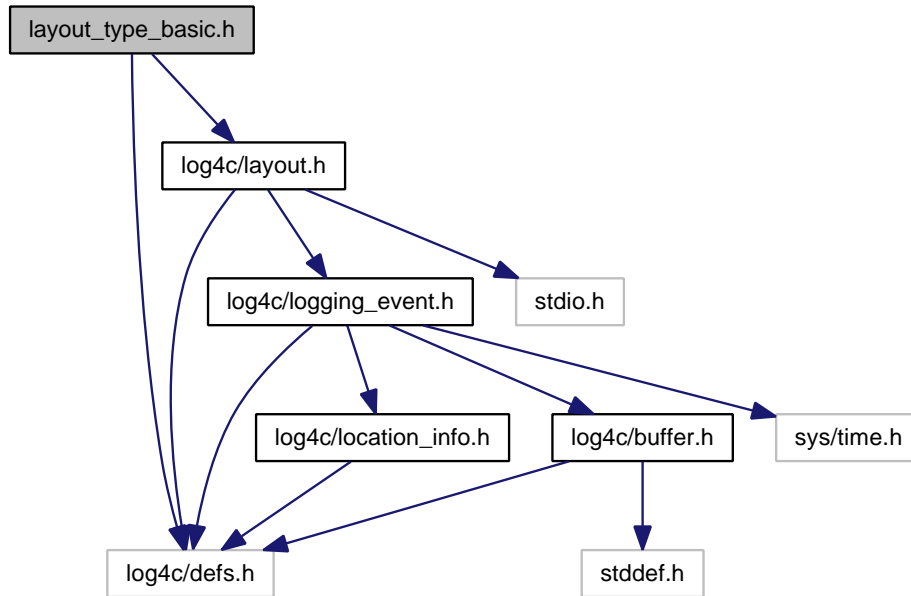 layout_type_basic.h
log4c/layout.h
log4c/logging_event.h
stdio.h
log4c/location_info.h
log4c/buffer.h
sys/time.h
log4c/defs.h
stddef.h